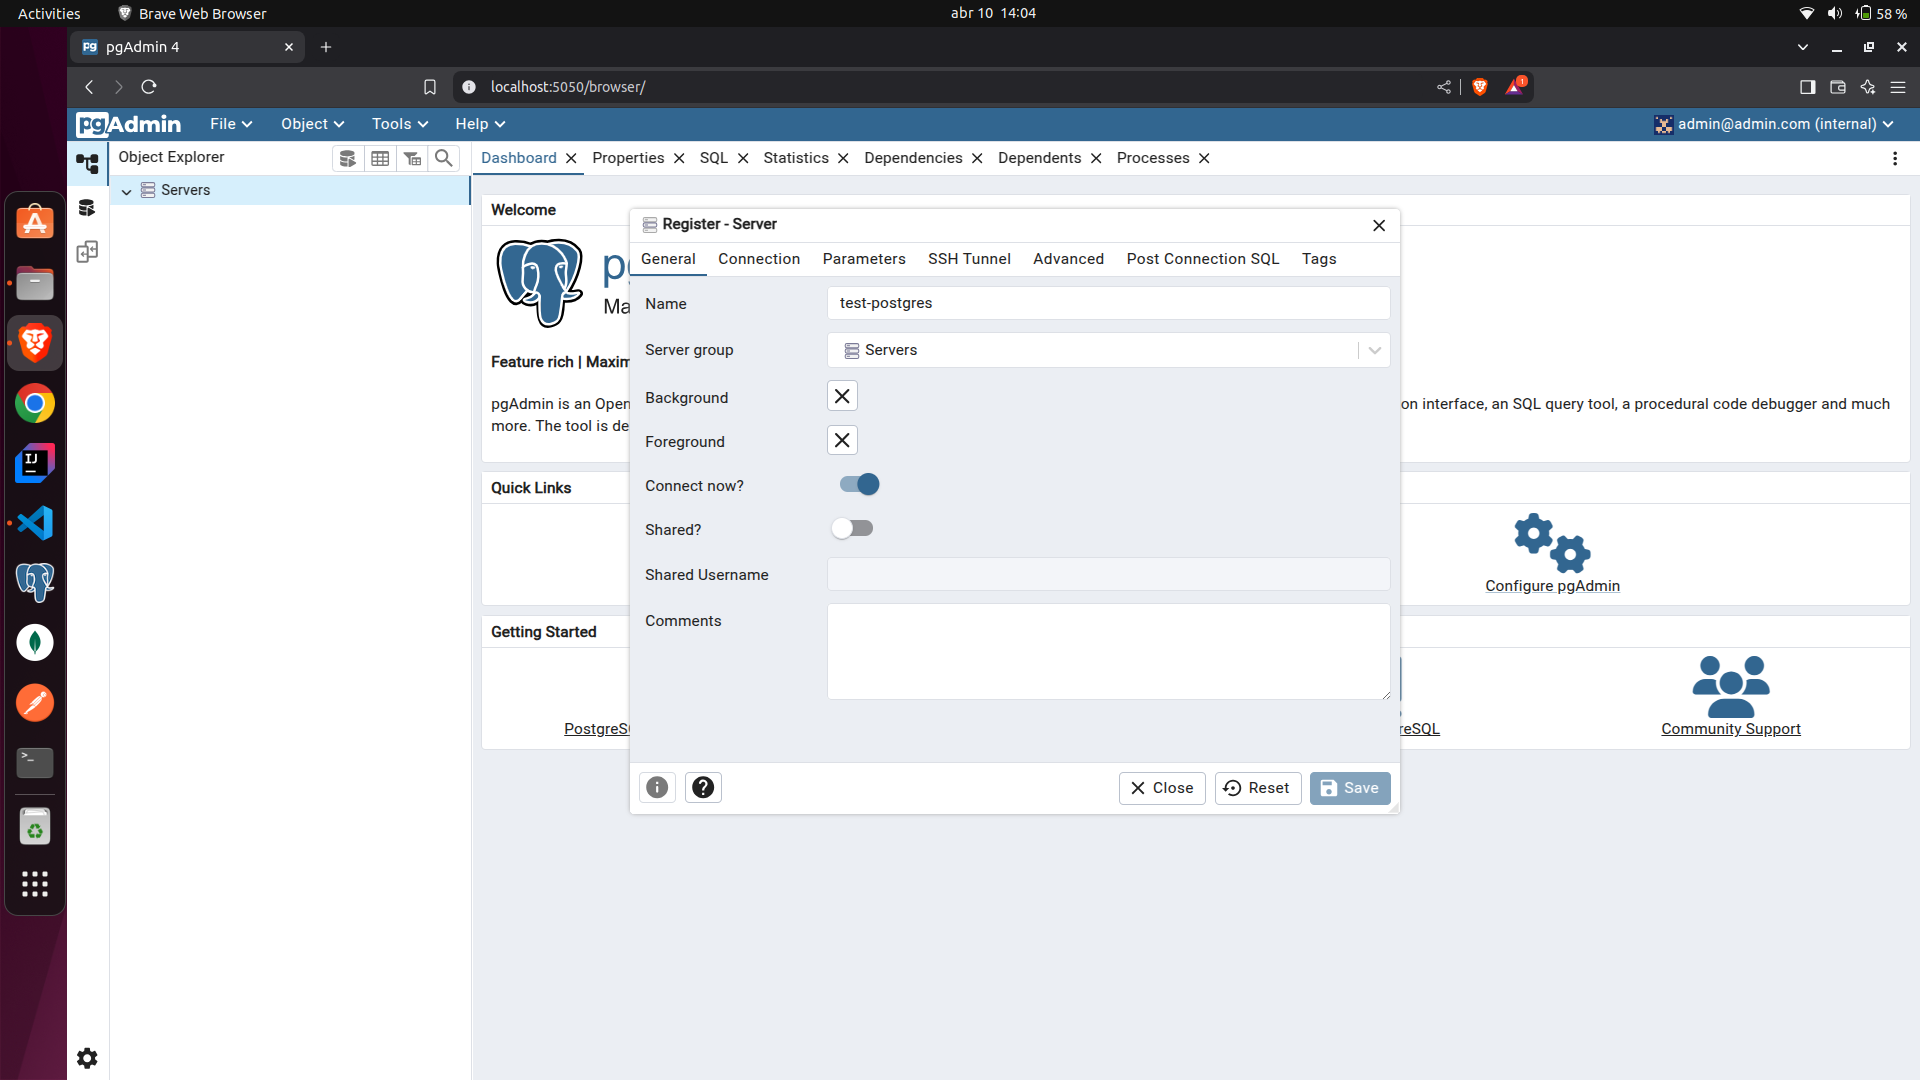 Activities
Brave Web Browser
abr 10 14:04
58 %
pgAdmin 4
localhost:5050/browser/
1
pgAdmin
File
Object
Tools
Help
admin@admin.com (internal)
Object Explorer
Servers
Dashboard
Properties
SQL
Statistics
Dependencies
Dependents
Processes
Welcome
Feature rich | Maxim
pgAdmin is an Open
on interface, an SQL query tool, a procedural code debugger and much
more. The tool is de
Quick Links
Configure pgAdmin
Getting Started
PostgreS
reSQL
Community Support
Register - Server
General
Connection
Parameters
SSH Tunnel
Advanced
Post Connection SQL
Tags
Name
test-postgres
Server group
Servers
Background
Foreground
Connect now?
Shared?
Shared Username
Comments
Close
Reset
Save